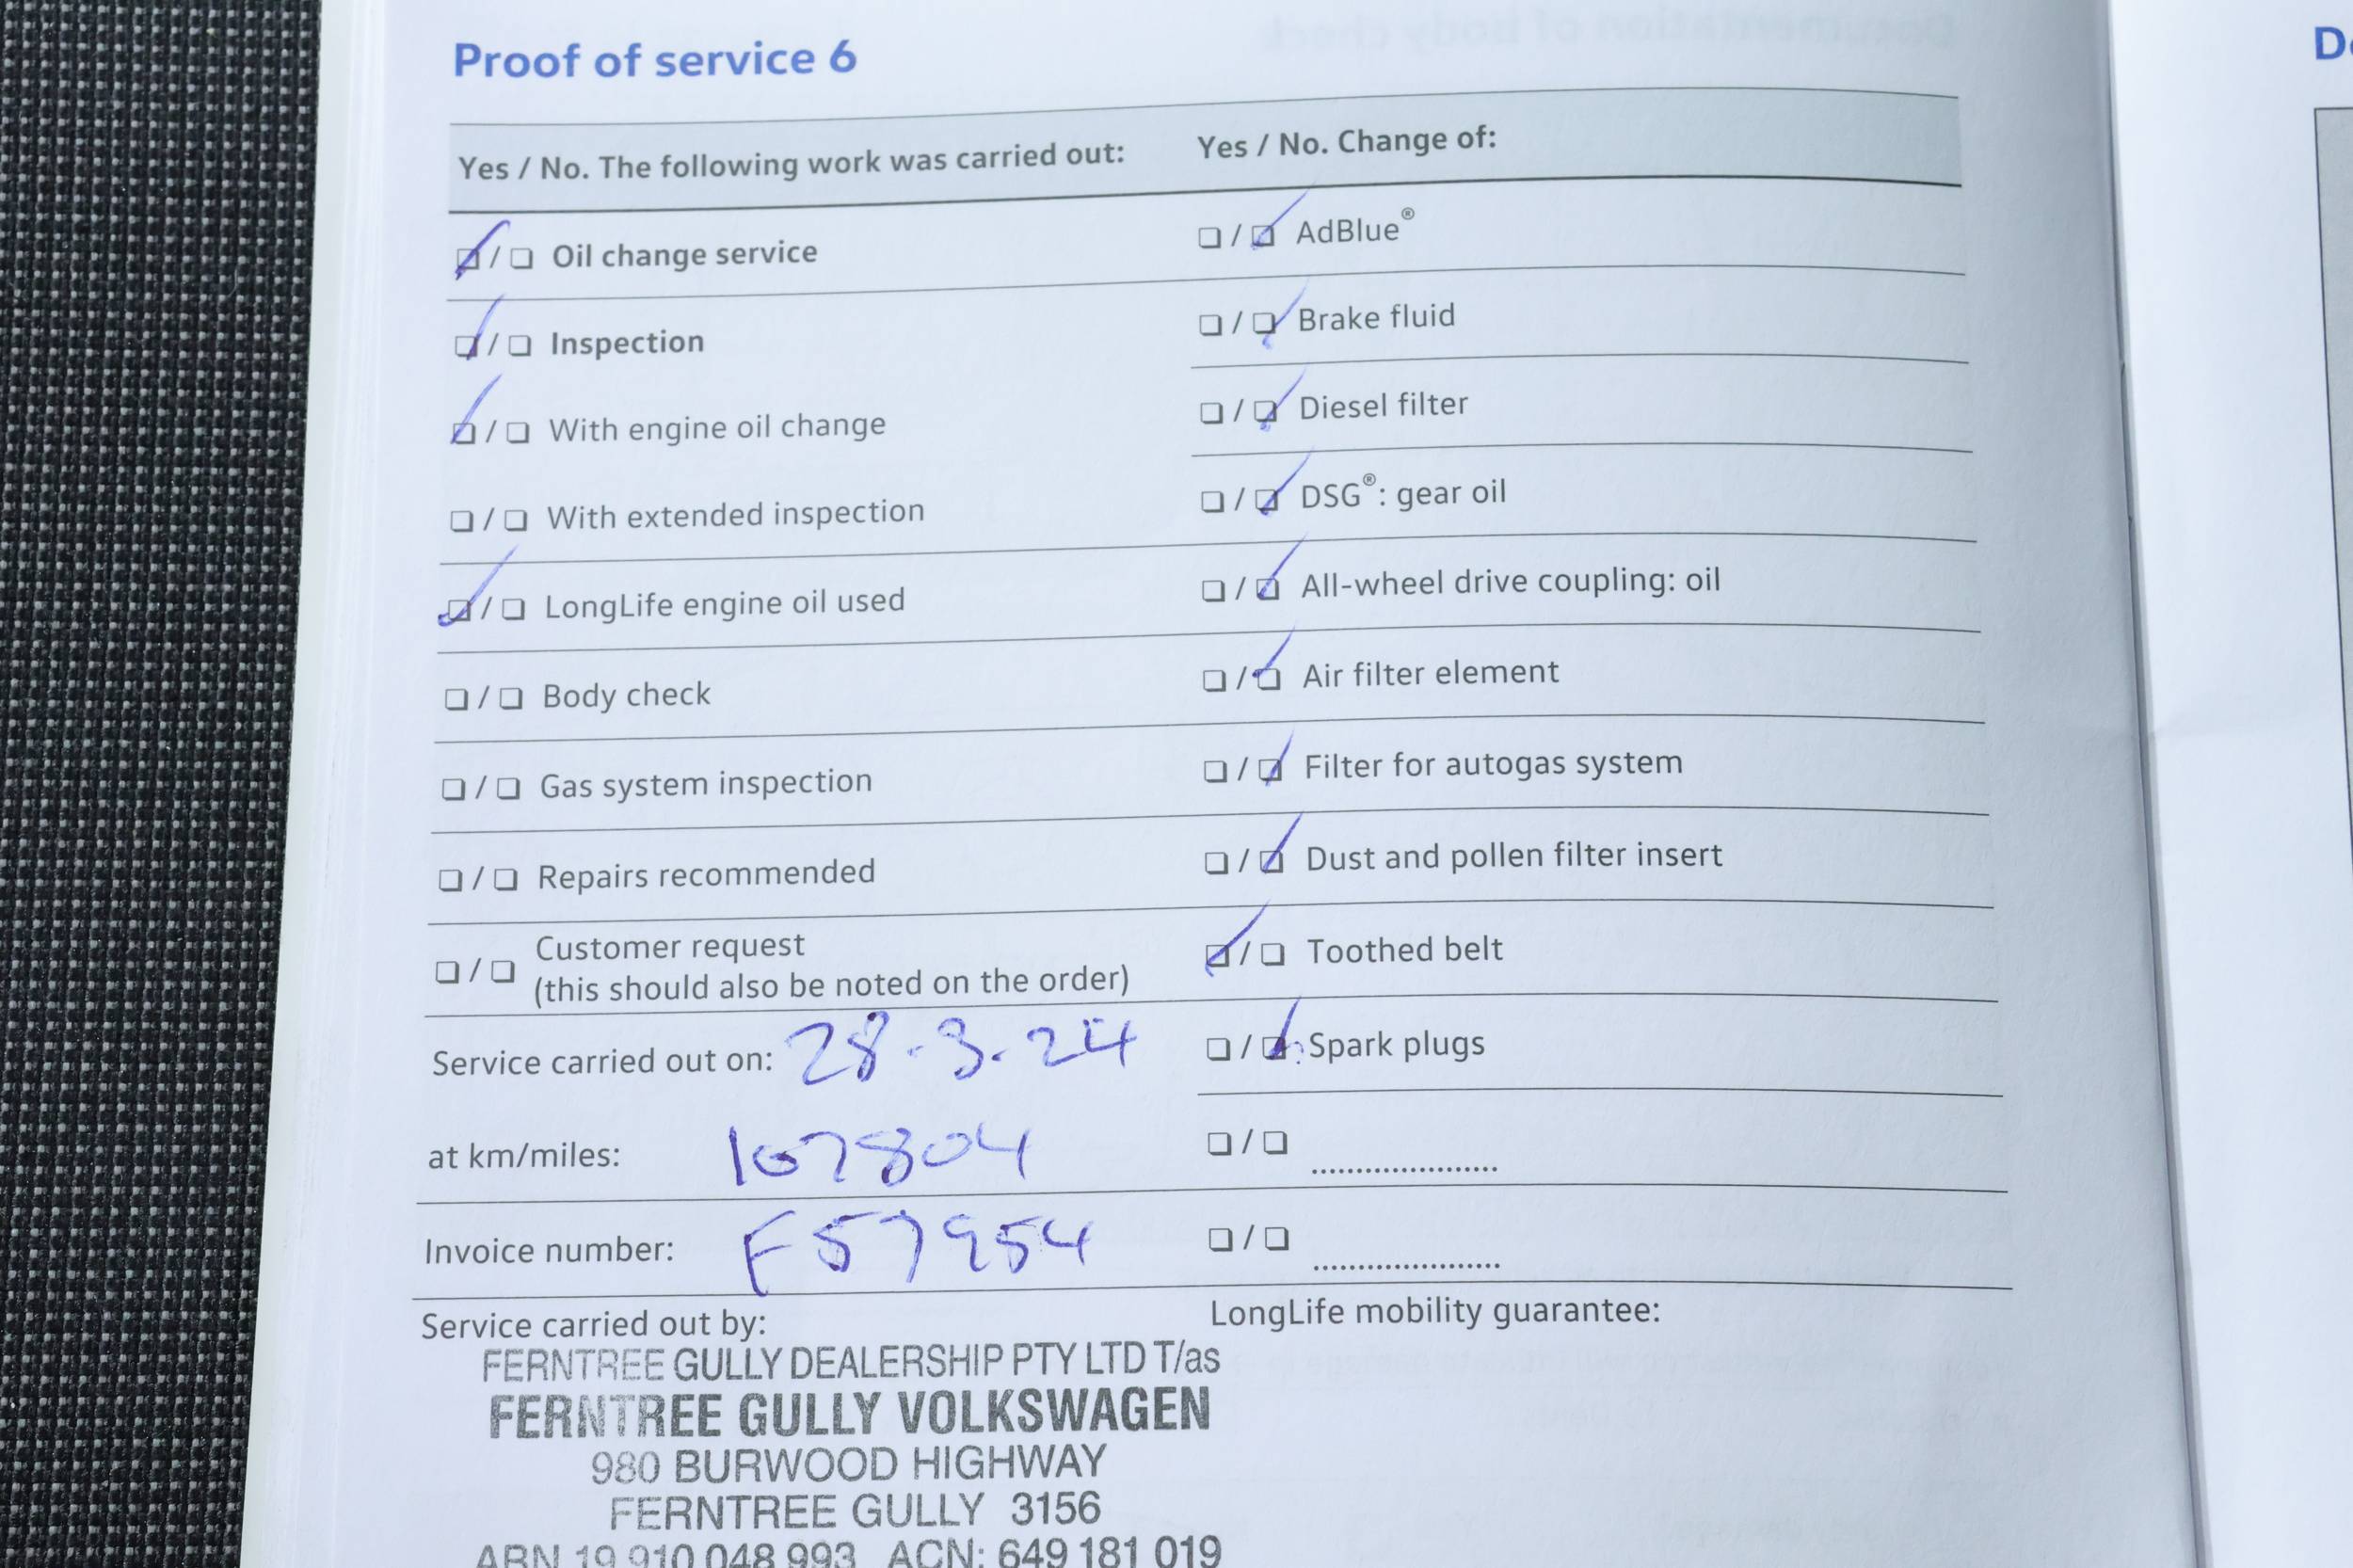 Proof of service 6
Yes / No. The following work was carried out:
Oil change service
Inspection
With engine oil change
With extended inspection
LongLife engine oil used
Body check
Gas system inspection
Repairs recommended
Customer request
(this should also be noted on the order)
Service carried out on: 28-3-24
at km/miles: 107804
Invoice number: F57954
Service carried out by:
FERNTREE GULLY DEALERSHIP PTY LTD T/as
FERNTREE GULLY VOLKSWAGEN
980 BURWOOD HIGHWAY
FERNTREE GULLY 3156
ABN 19 910 048 993 ACN: 649 181 019
Yes / No. Change of:
AdBlue®
Brake fluid
Diesel filter
DSG®: gear oil
All-wheel drive coupling: oil
Air filter element
Filter for autogas system
Dust and pollen filter insert
Toothed belt
Spark plugs
LongLife mobility guarantee: